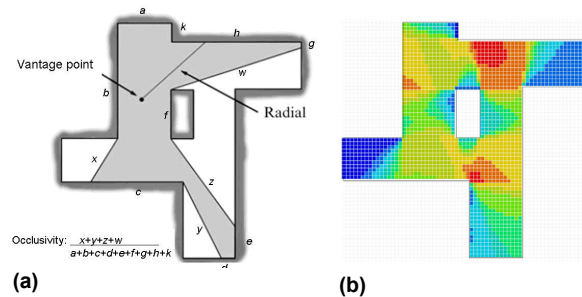 a
k
h
g
Vantage point
w
b
Radial
f
x
z
c
y
e
Occlusivity: x+y+z+w
a+b+c+d+e+f+g+h+k
d
(a)
(b)